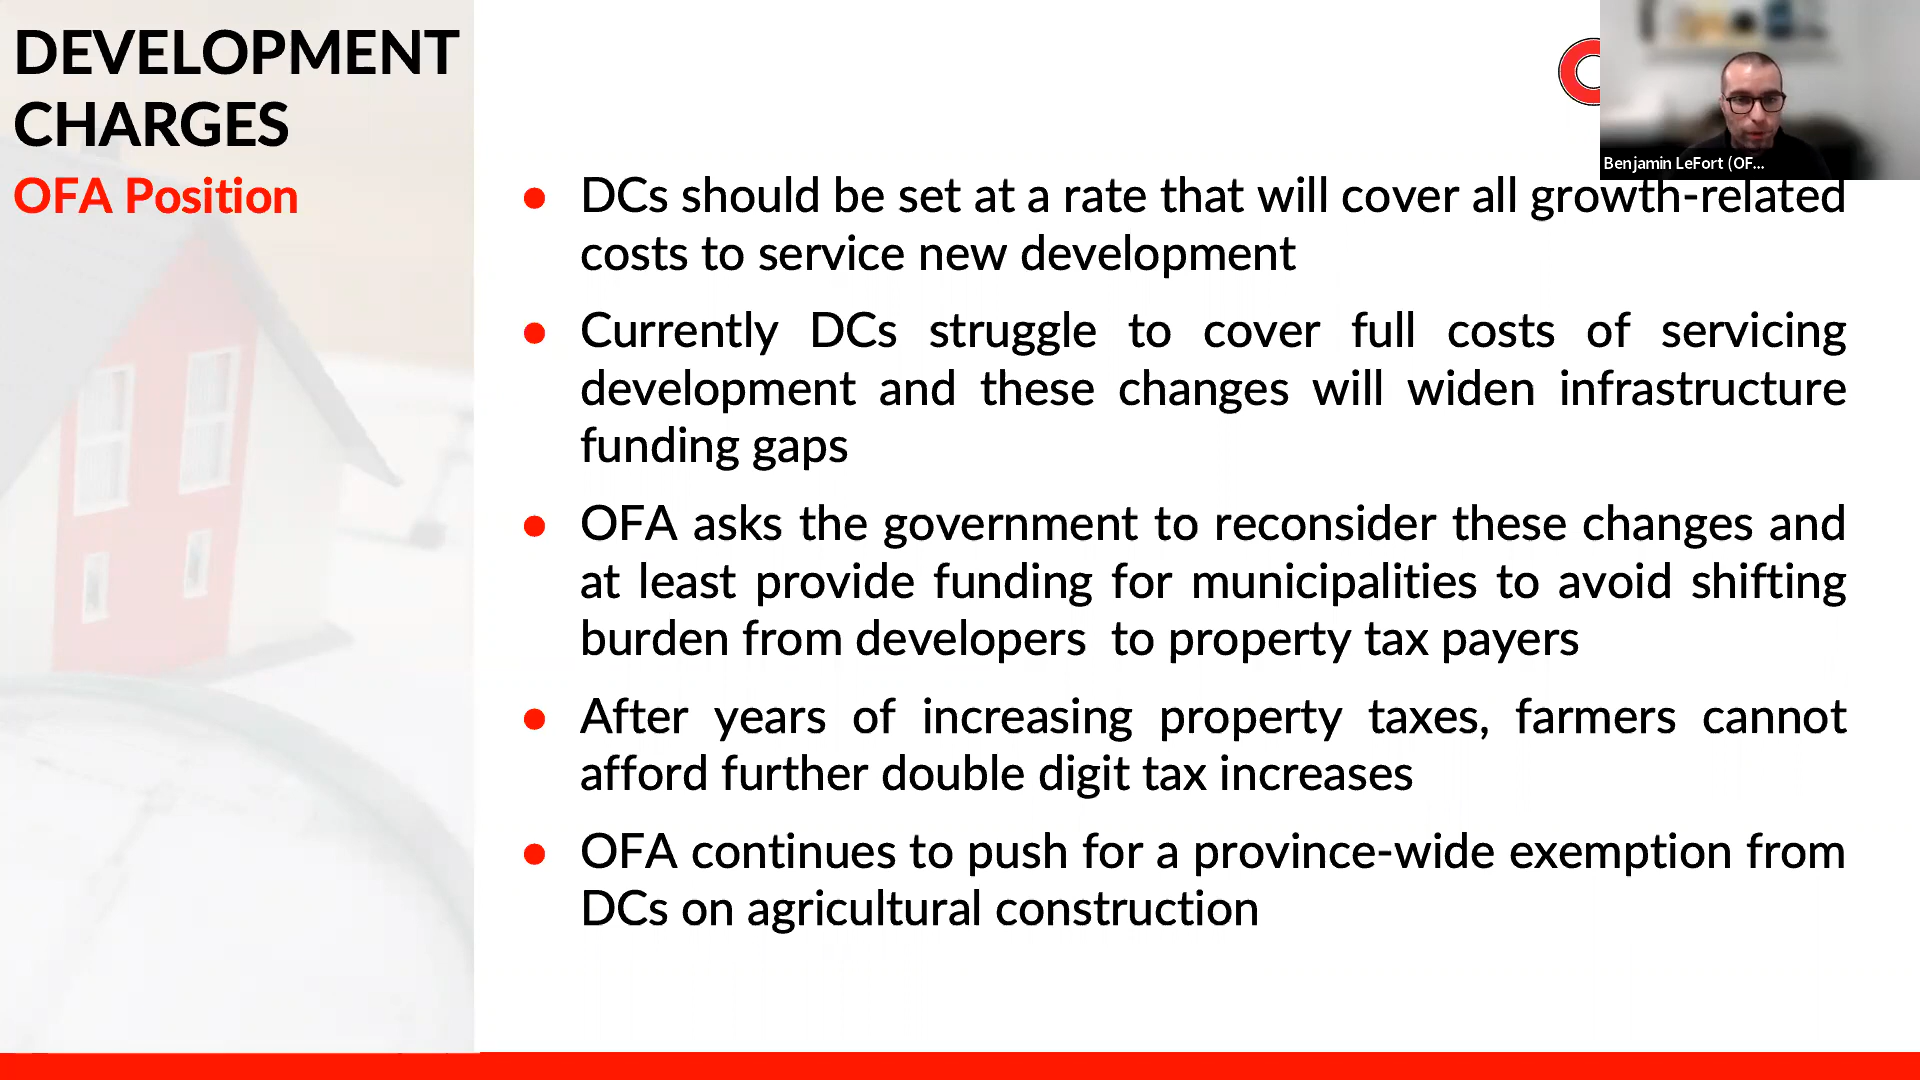 DEVELOPMENT
CHARGES
OFA Position
Benjamin LeFort (OF...
• DCs should be set at a rate that will cover all growth-related
costs to service new development
• Currently DCs struggle to cover full costs of servicing
development and these changes will widen infrastructure
funding gaps
• OFA asks the government to reconsider these changes and
at least provide funding for municipalities to avoid shifting
burden from developers  to property tax payers
• After years of increasing property taxes, farmers cannot
afford further double digit tax increases
• OFA continues to push for a province-wide exemption from
DCs on agricultural construction